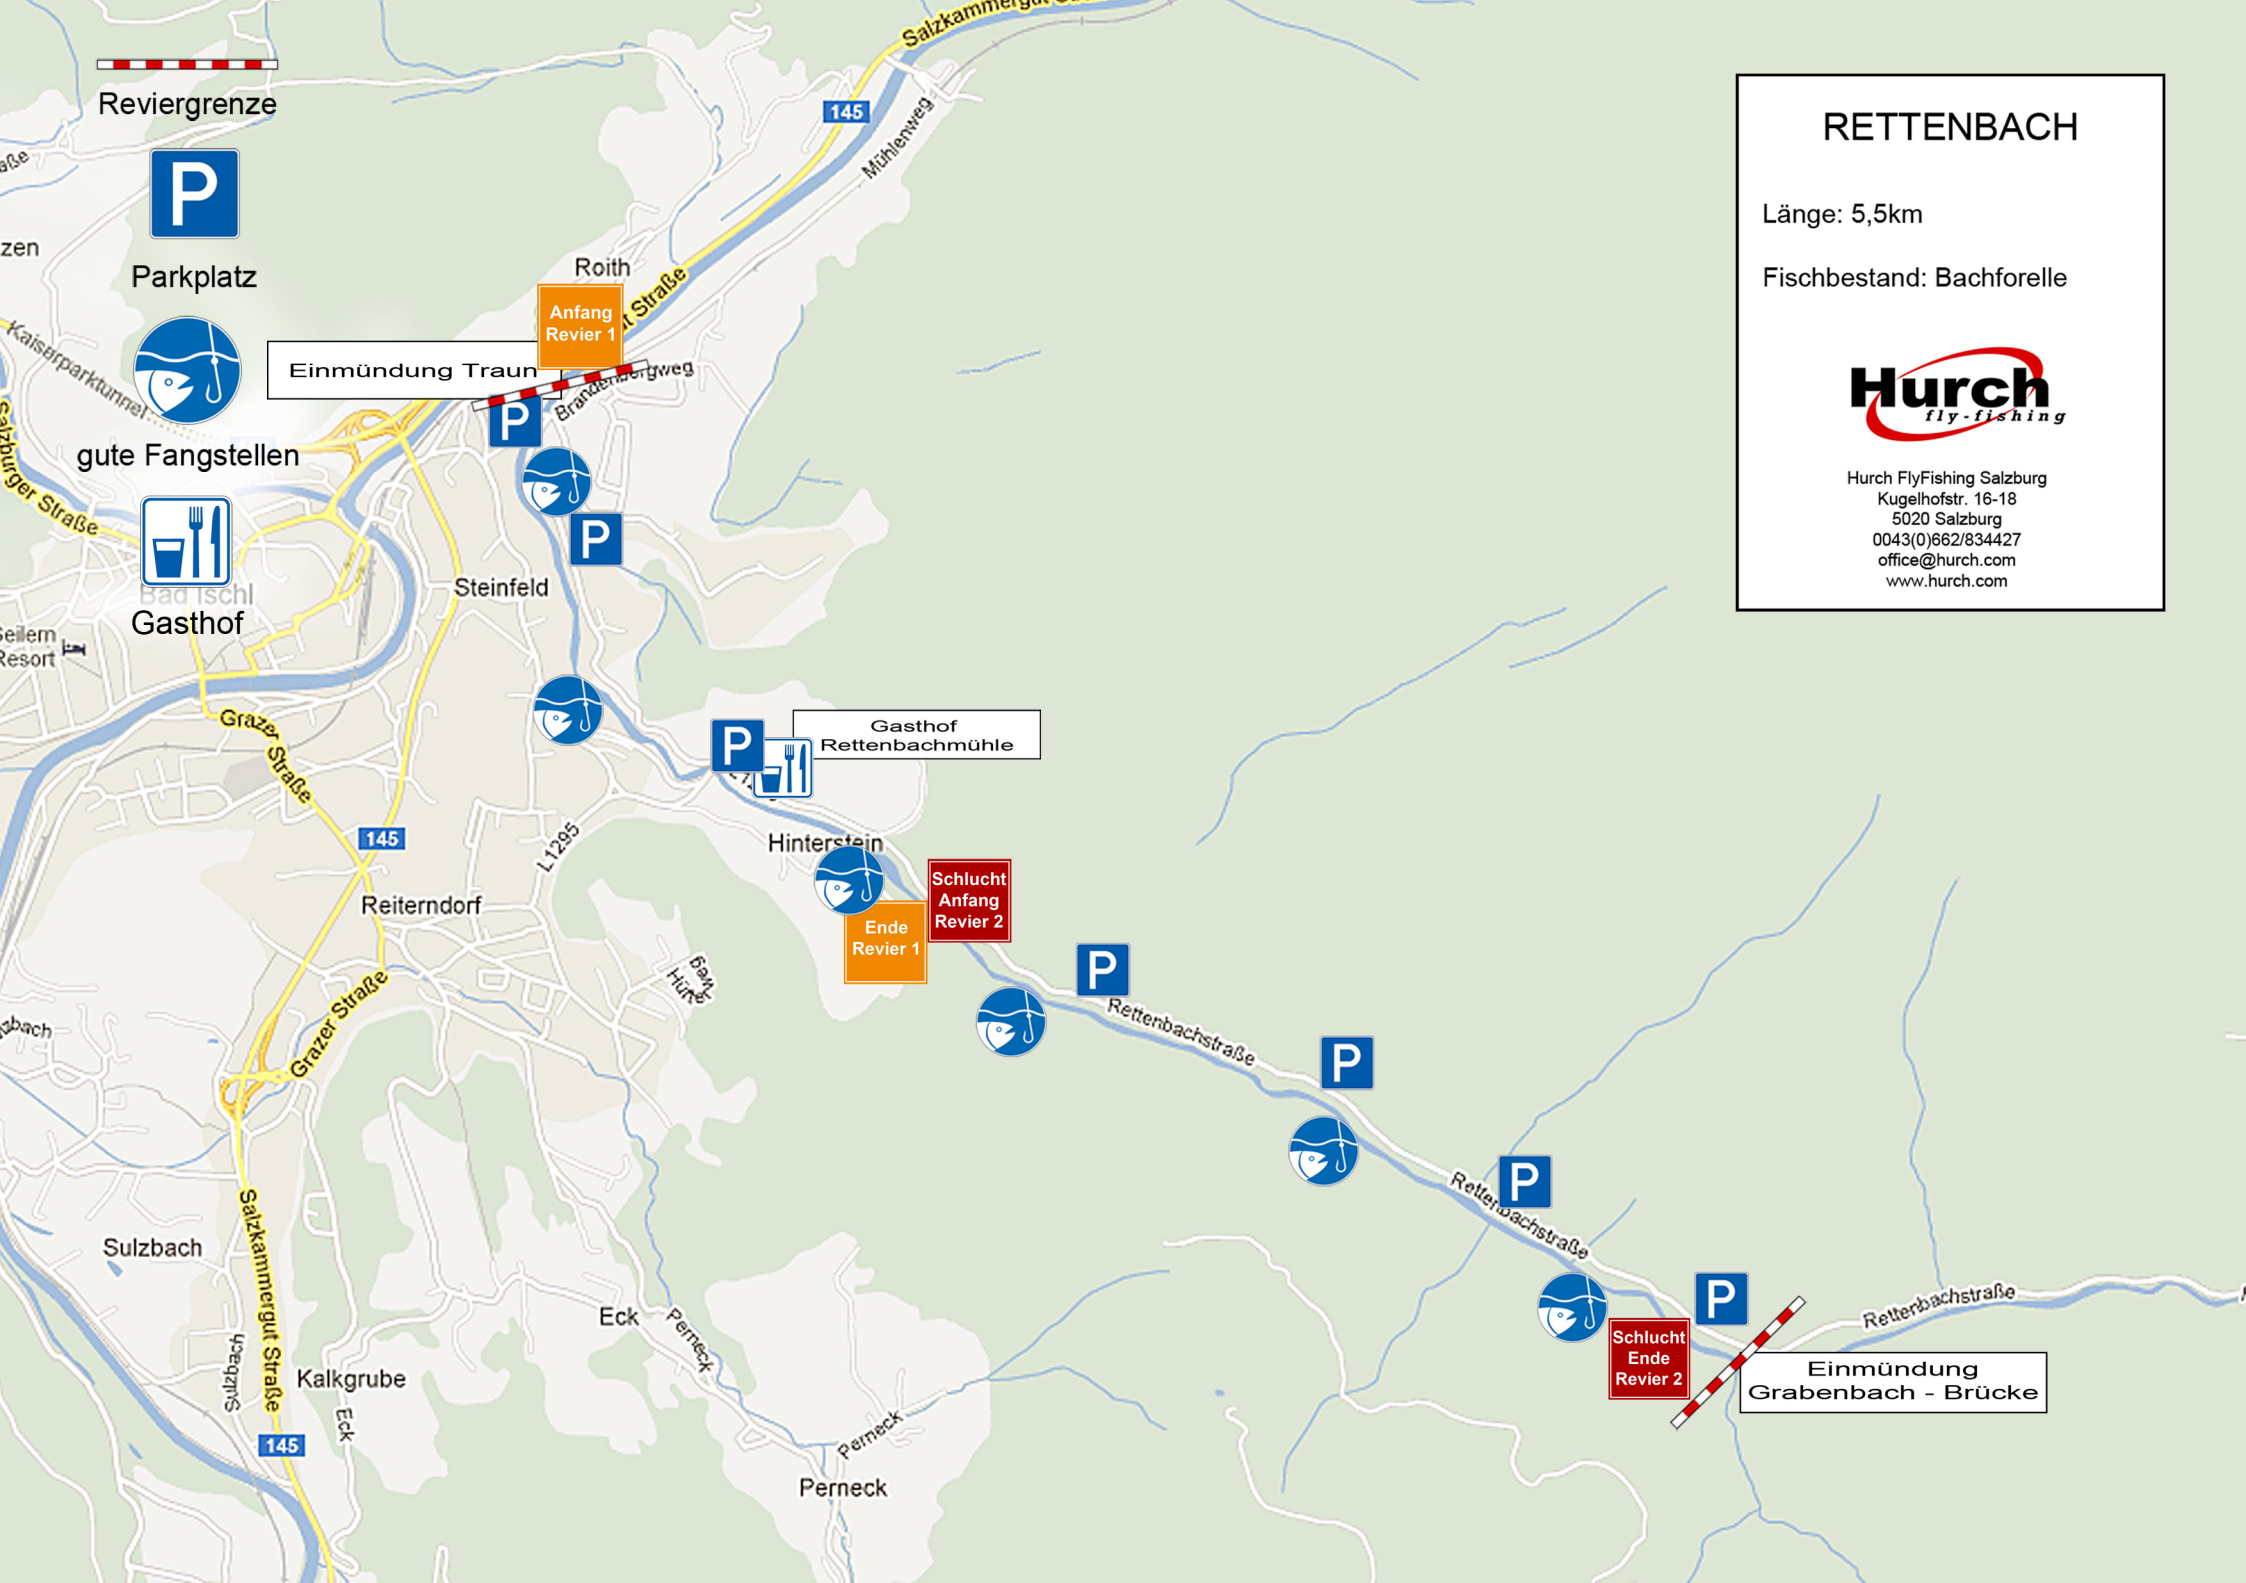 Reviergrenze
P
Parkplatz
gute Fangstellen
Gasthof
RETTENBACH
Länge: 5,5km
Fischbestand: Bachforelle
Hurch
fly-fishing
Hurch FlyFishing Salzburg
Kugelhofstr. 16-18
5020 Salzburg
0043(0)662/834427
office@hurch.com
www.hurch.com
145
Mühlenweg
Roith
Straße
Anfang
Revier 1
Einmündung Traun
Brandenbergweg
P
Kaiserparktunnel
Salzburger Straße
P
Steinfeld
Bad Ischl
Seilern
Resort
Grazer Straße
P
Gasthof
Rettenbachmühle
145
L1295
Hinterstein
Reiterndorf
Schlucht
Anfang
Revier 2
Ende
Revier 1
P
Rettenbachstraße
P
Grazer Straße
P
Rettenbachstraße
Salzkammergut Straße
Sulzbach
Sulzbach
Eck
Perneck
P
Rettenbachstraße
Schlucht
Ende
Revier 2
Einmündung
Grabenbach - Brücke
Kalkgrube
Eck
145
Perneck
Perneck